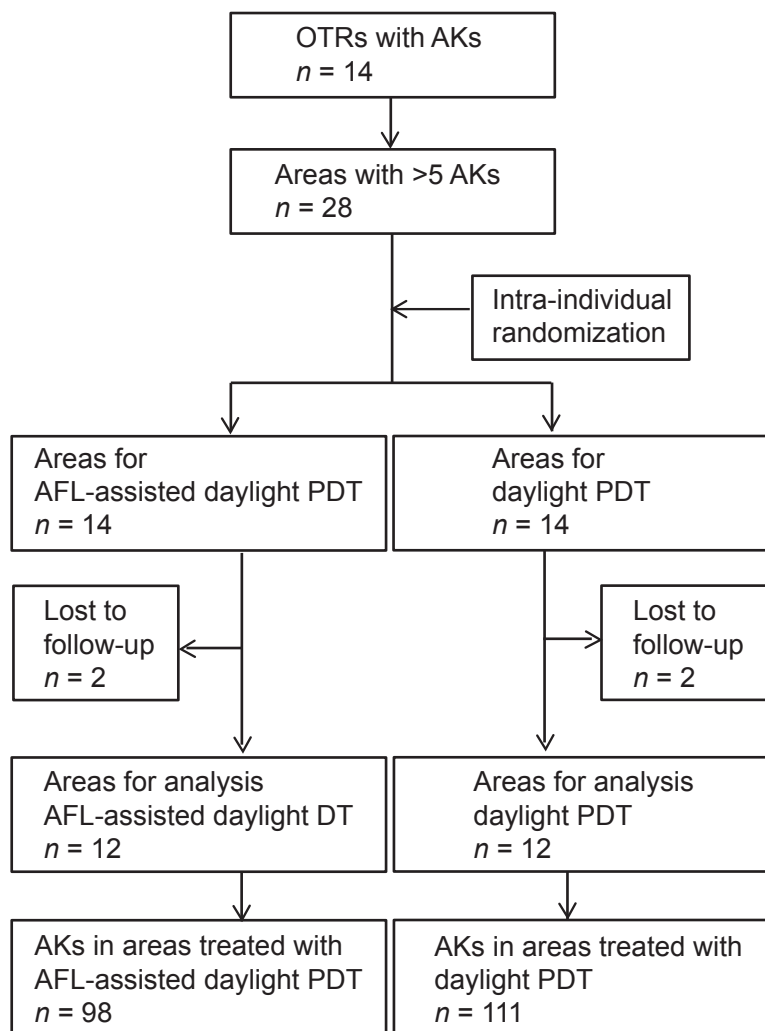 OTRs with AKs
n = 14
Areas with >5 AKs
n = 28
Intra-individual
randomization
Areas for
AFL-assisted daylight PDT
n = 14
Areas for
daylight PDT
n = 14
Lost to
follow-up
n = 2
Lost to
follow-up
n = 2
Areas for analysis
AFL-assisted daylight DT
n = 12
Areas for analysis
daylight PDT
n = 12
AKs in areas treated with
AFL-assisted daylight PDT
n = 98
AKs in areas treated with
daylight PDT
n = 111